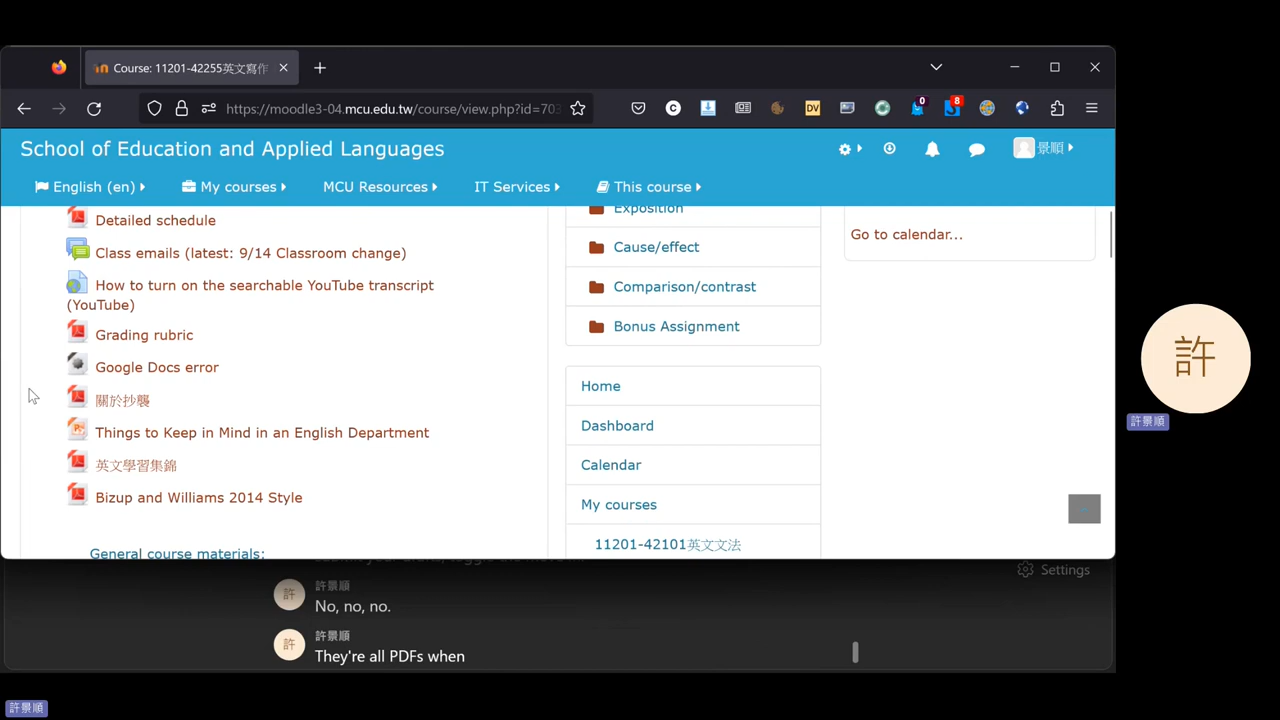 Course: 11201-42255英文寫作
https://moodle3-04.mcu.edu.tw/course/view.php?id=703
C
DV
0
8
School of Education and Applied Languages
景順
English (en)
My courses
MCU Resources
IT Services
This course
Detailed schedule
Class emails (latest: 9/14 Classroom change)
How to turn on the searchable YouTube transcript
(YouTube)
Grading rubric
Google Docs error
關於抄襲
Things to Keep in Mind in an English Department
英文學習集錦
Bizup and Williams 2014 Style
General course materials:
Exposition
Cause/effect
Comparison/contrast
Bonus Assignment
Home
Dashboard
Calendar
My courses
11201-42101英文文法
Go to calendar...
許
許景順
Settings
許
許景順
No, no, no.
許
許景順
They're all PDFs when
許景順